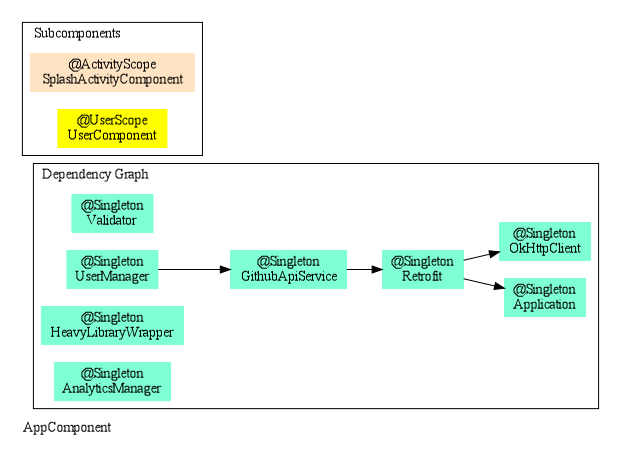 Subcomponents
@ActivityScope
SplashActivityComponent
@UserScope
UserComponent
Dependency Graph
@Singleton
Validator
@Singleton
UserManager
@Singleton
GithubApiService
@Singleton
Retrofit
@Singleton
OkHttpClient
@Singleton
Application
@Singleton
HeavyLibraryWrapper
@Singleton
AnalyticsManager
AppComponent